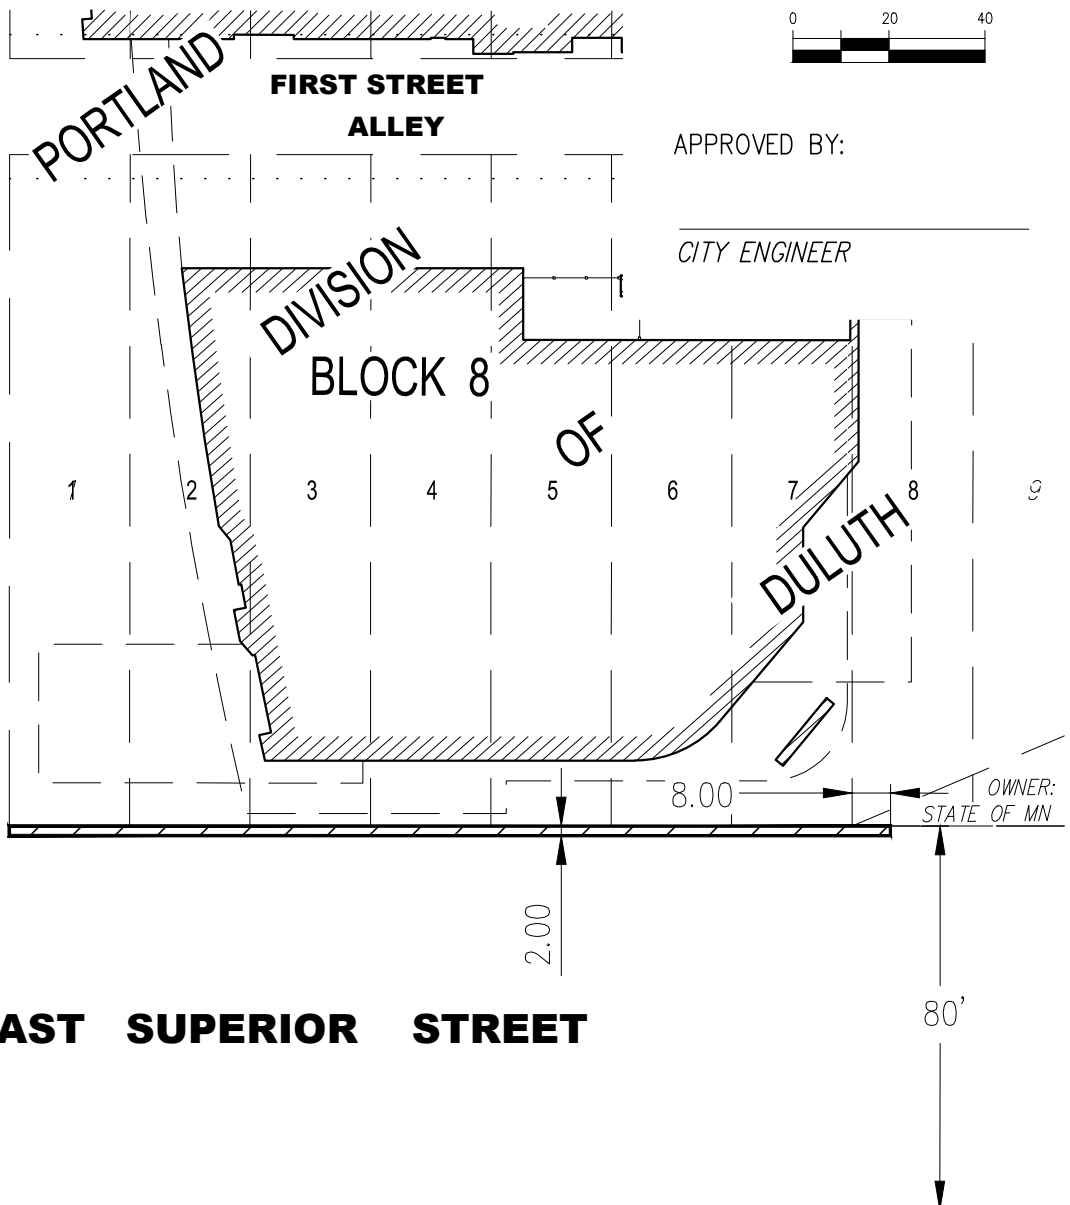 0 20 40
PORTLAND
FIRST STREET
ALLEY
APPROVED BY:
CITY ENGINEER
DIVISION
BLOCK 8
OF
1 2 3 4 5 6 7 8 9
DULUTH
8.00
OWNER:
STATE OF MN
2.00
80'
AST SUPERIOR STREET